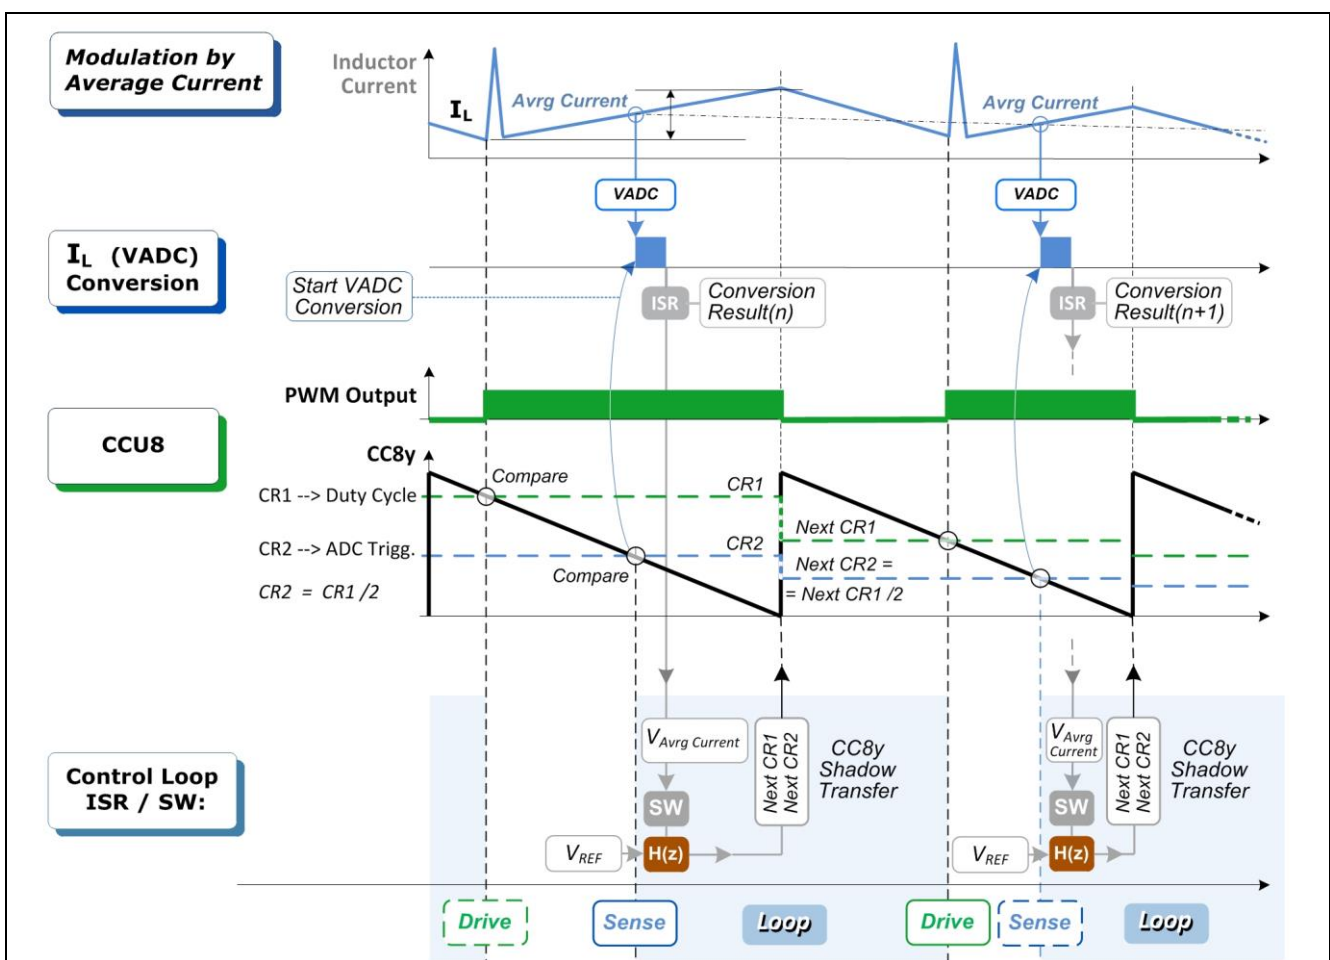 Modulation by
Average Current
Inductor
Current
IL
Avrg Current
Avrg Current
VADC
VADC
IL (VADC)
Conversion
Start VADC
Conversion
ISR
Conversion
Result(n)
ISR
Conversion
Result(n+1)
PWM Output
CCU8
CC8y
CR1 --> Duty Cycle
Compare
CR1
Next CR1
CR2 --> ADC Trigg.
Compare
CR2
Next CR2 =
= Next CR1 /2
CR2 = CR1 /2
Control Loop
ISR / SW:
VAvrg Current
SW
VREF
H(z)
Next CR1
Next CR2
CC8y
Shadow
Transfer
VAvrg
Current
SW
VREF
H(z)
Next CR1
Next CR2
CC8y
Shadow
Transfer
Drive
Sense
Loop
Drive
Sense
Loop